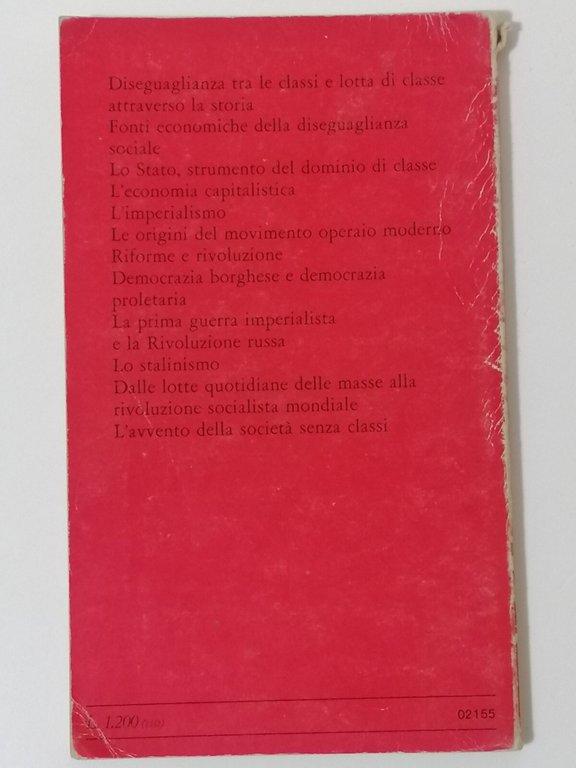 Diseguaglianza tra le classi e lotta di classe
attraverso la storia
Fonti economiche della diseguaglianza
sociale
Lo Stato, strumento del dominio di classe
L'economia capitalistica
L'imperialismo
Le origini del movimento operaio moderno
Riforme e rivoluzione
Democrazia borghese e democrazia
proletaria
La prima guerra imperialista
e la Rivoluzione russa
Lo stalinismo
Dalle lotte quotidiane delle masse alla
rivoluzione socialista mondiale
L'avvento della società senza classi
L. 1.200
02155